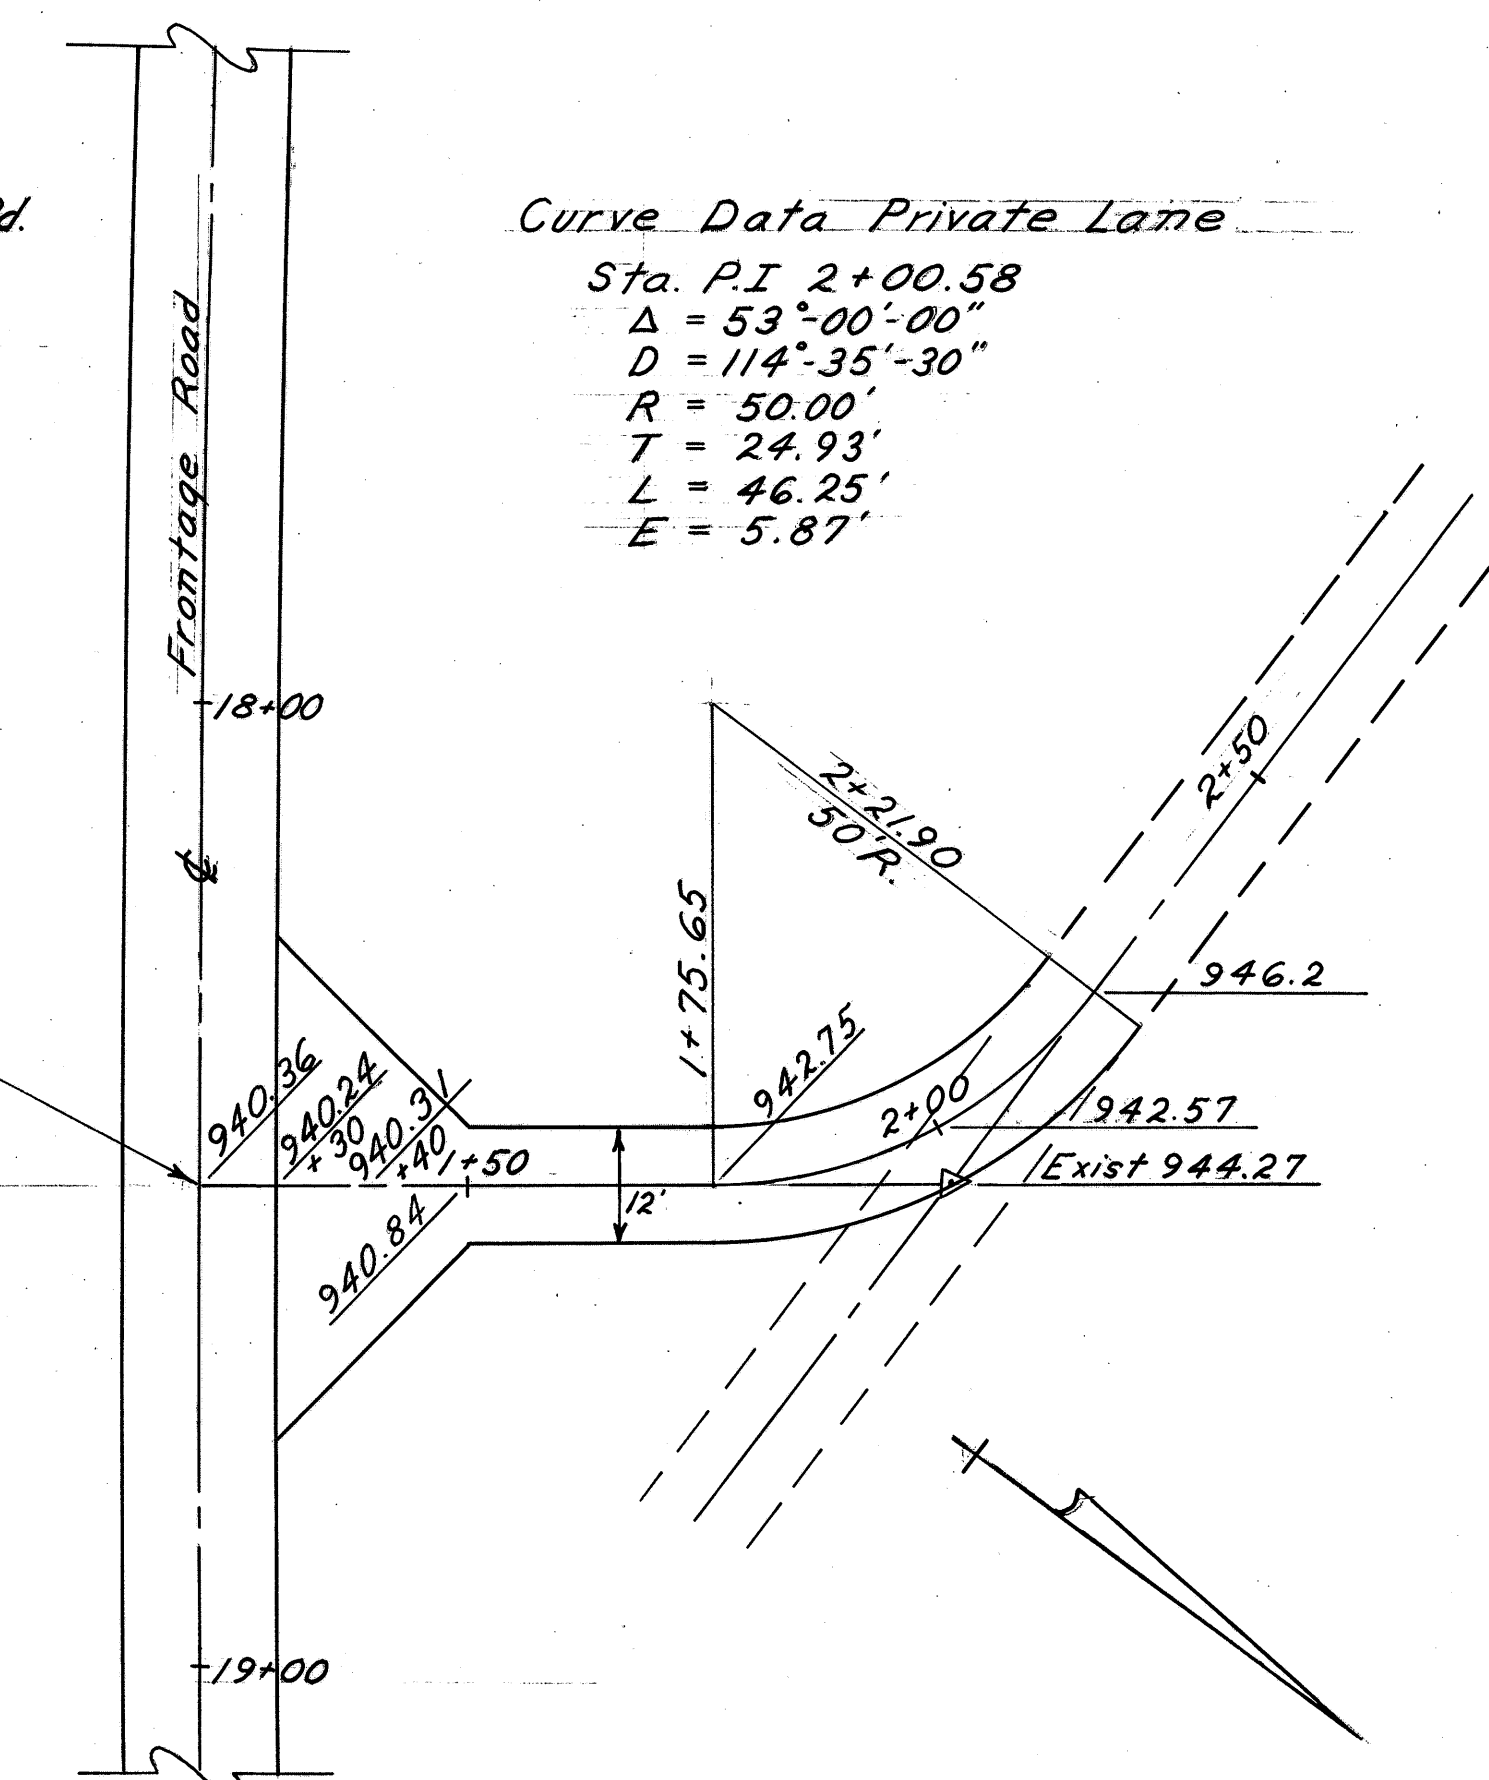 d.
Curve Data Private Lane
Sta. P.I 2+00.58
Δ = 53°-00'-00"
D = 114°-35'-30"
R = 50.00'
T = 24.93'
L = 46.25'
E = 5.87'
Frontage Road
18+00
℄
2+50
2+21.90
50'R.
1+75.65
946.2
942.75
940.36
940.24
+30
940.31
+40
1+50
2+00
942.57
Exist 944.27
12'
940.84
19+00